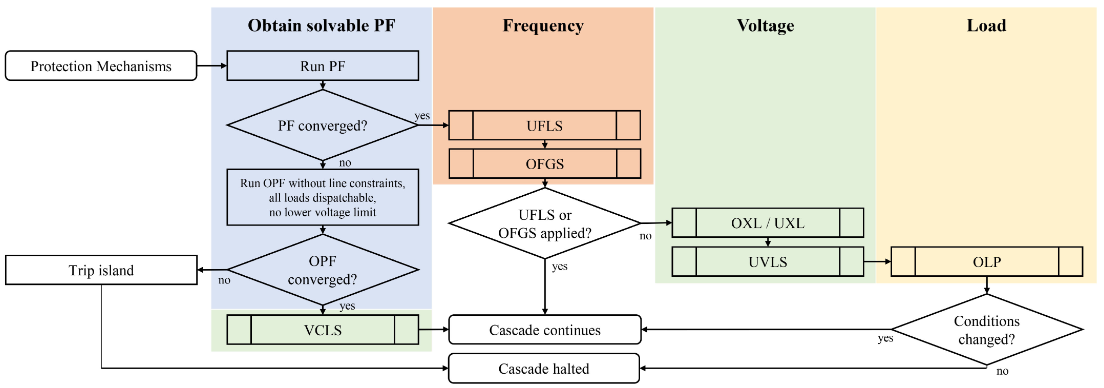 Obtain solvable PF
Frequency
Voltage
Load
Protection Mechanisms
Run PF
PF converged?
yes
no
UFLS
OFGS
Run OPF without line constraints,
all loads dispatchable,
no lower voltage limit
UFLS or
OFGS applied?
no
yes
OXL / UXL
UVLS
OLP
Trip island
no
OPF
converged?
yes
VCLS
Cascade continues
yes
Conditions
changed?
no
Cascade halted